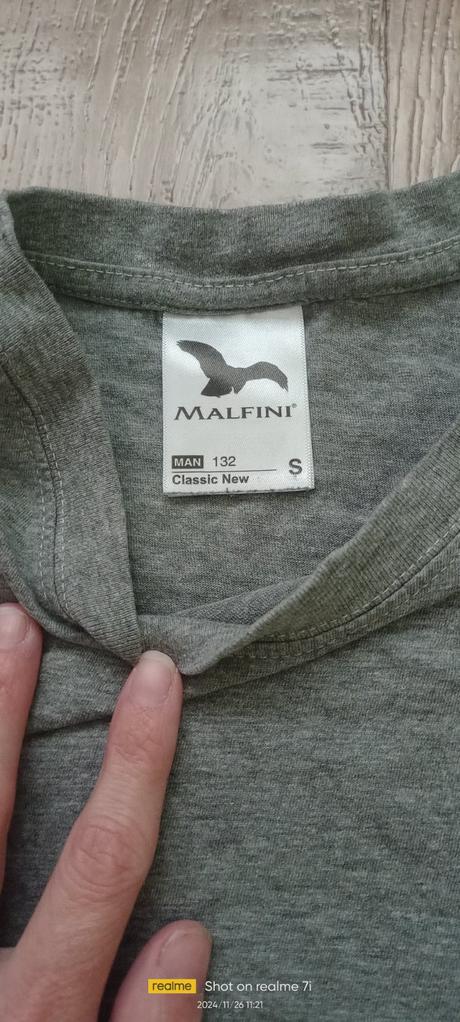 MALFINI®
MAN 132
S
Classic New
realme Shot on realme 7i
2024/11/26 11:21